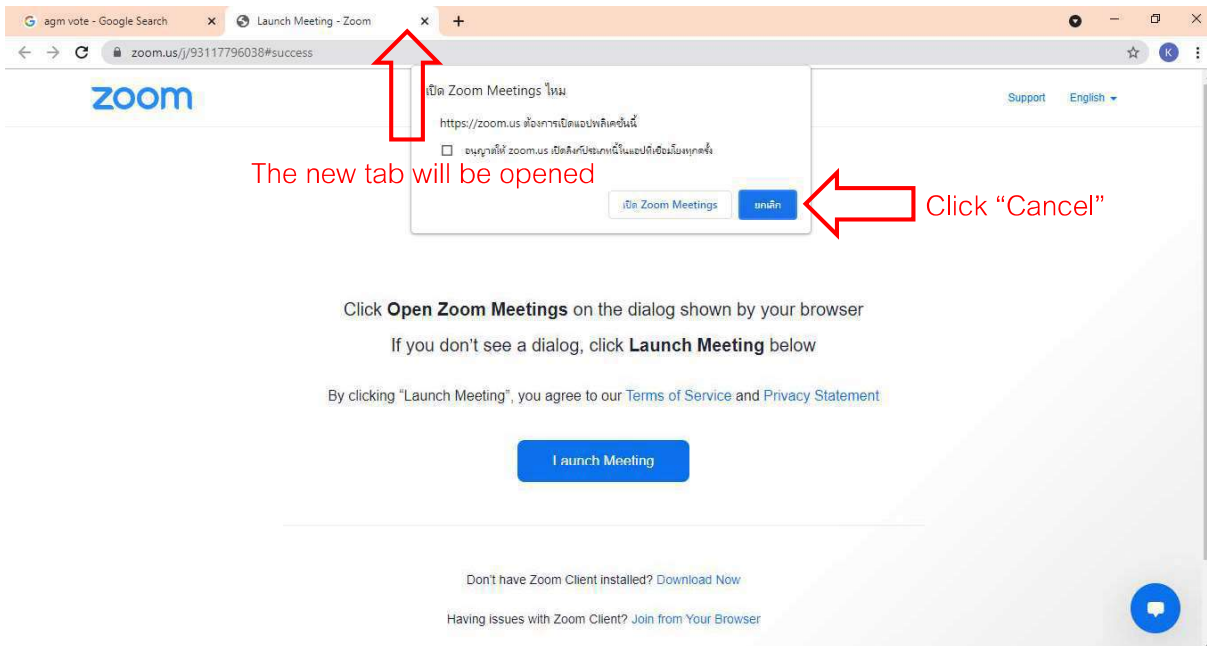 agm vote - Google Search
Launch Meeting - Zoom
zoom.us/j/93117796038#success
K
zoom
Support English
เปิด Zoom Meetings ไหม
https://zoom.us ต้องการเปิดแอปพลิเคชันนี้
อนุญาตให้ zoom.us เปิดลิงก์ประเภทนี้ในแอปที่เชื่อมโยงทุกครั้ง
The new tab will be opened
เปิด Zoom Meetings ยกเลิก
Click “Cancel”
Click Open Zoom Meetings on the dialog shown by your browser
If you don't see a dialog, click Launch Meeting below
By clicking "Launch Meeting", you agree to our Terms of Service and Privacy Statement
Launch Meeting
Don't have Zoom Client installed? Download Now
Having issues with Zoom Client? Join from Your Browser